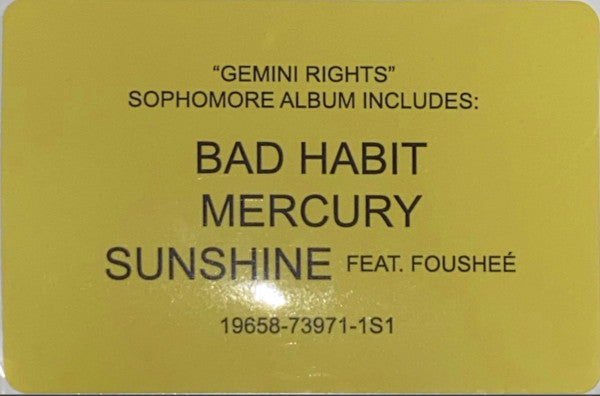 “GEMINI RIGHTS”
SOPHOMORE ALBUM INCLUDES:
BAD HABIT
MERCURY
SUNSHINE FEAT. FOUSHEÉ
19658-73971-1S1